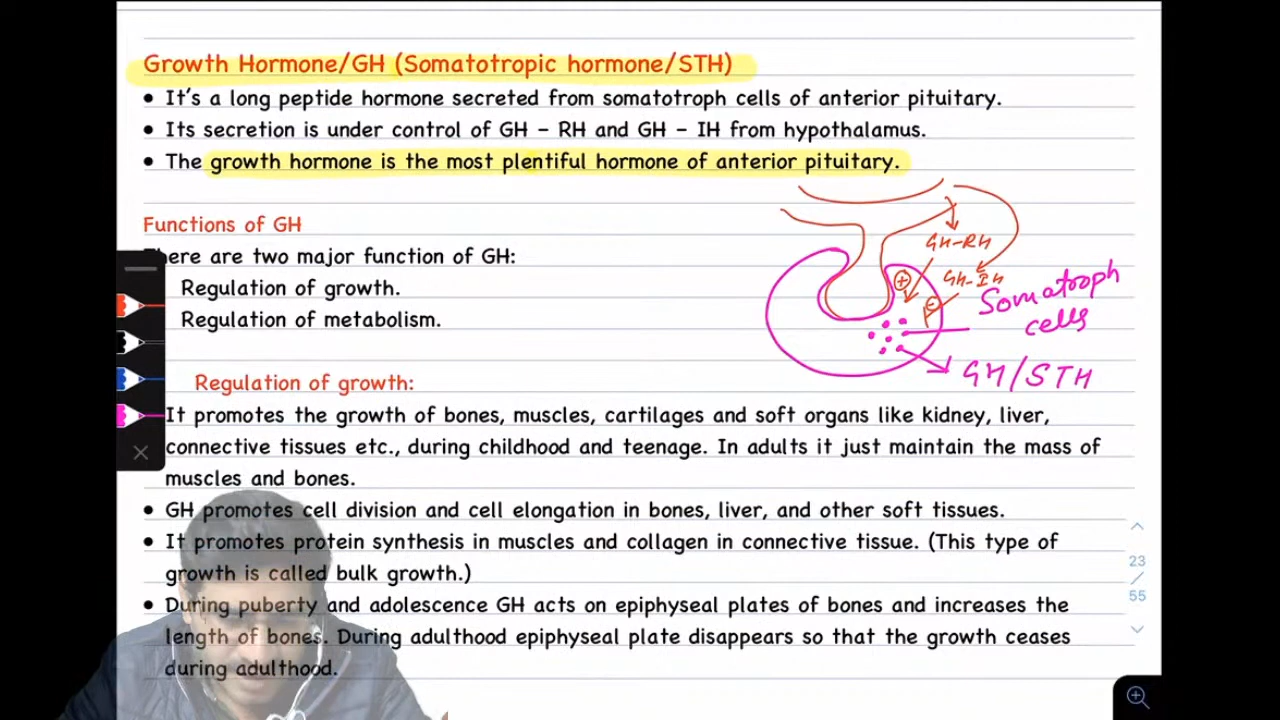 Growth Hormone/GH (Somatotropic hormone/STH)
• It's a long peptide hormone secreted from somatotroph cells of anterior pituitary.
• Its secretion is under control of GH – RH and GH – IH from hypothalamus.
• The growth hormone is the most plentiful hormone of anterior pituitary.
Functions of GH
There are two major function of GH:
Regulation of growth.
Regulation of metabolism.
GH-RH
GH-IH
Somatroph
cells
GH/STH
Regulation of growth:
It promotes the growth of bones, muscles, cartilages and soft organs like kidney, liver,
connective tissues etc., during childhood and teenage. In adults it just maintain the mass of
muscles and bones.
• GH promotes cell division and cell elongation in bones, liver, and other soft tissues.
• It promotes protein synthesis in muscles and collagen in connective tissue. (This type of
growth is called bulk growth.)
• During puberty and adolescence GH acts on epiphyseal plates of bones and increases the
length of bones. During adulthood epiphyseal plate disappears so that the growth ceases
during adulthood.
23
/
55